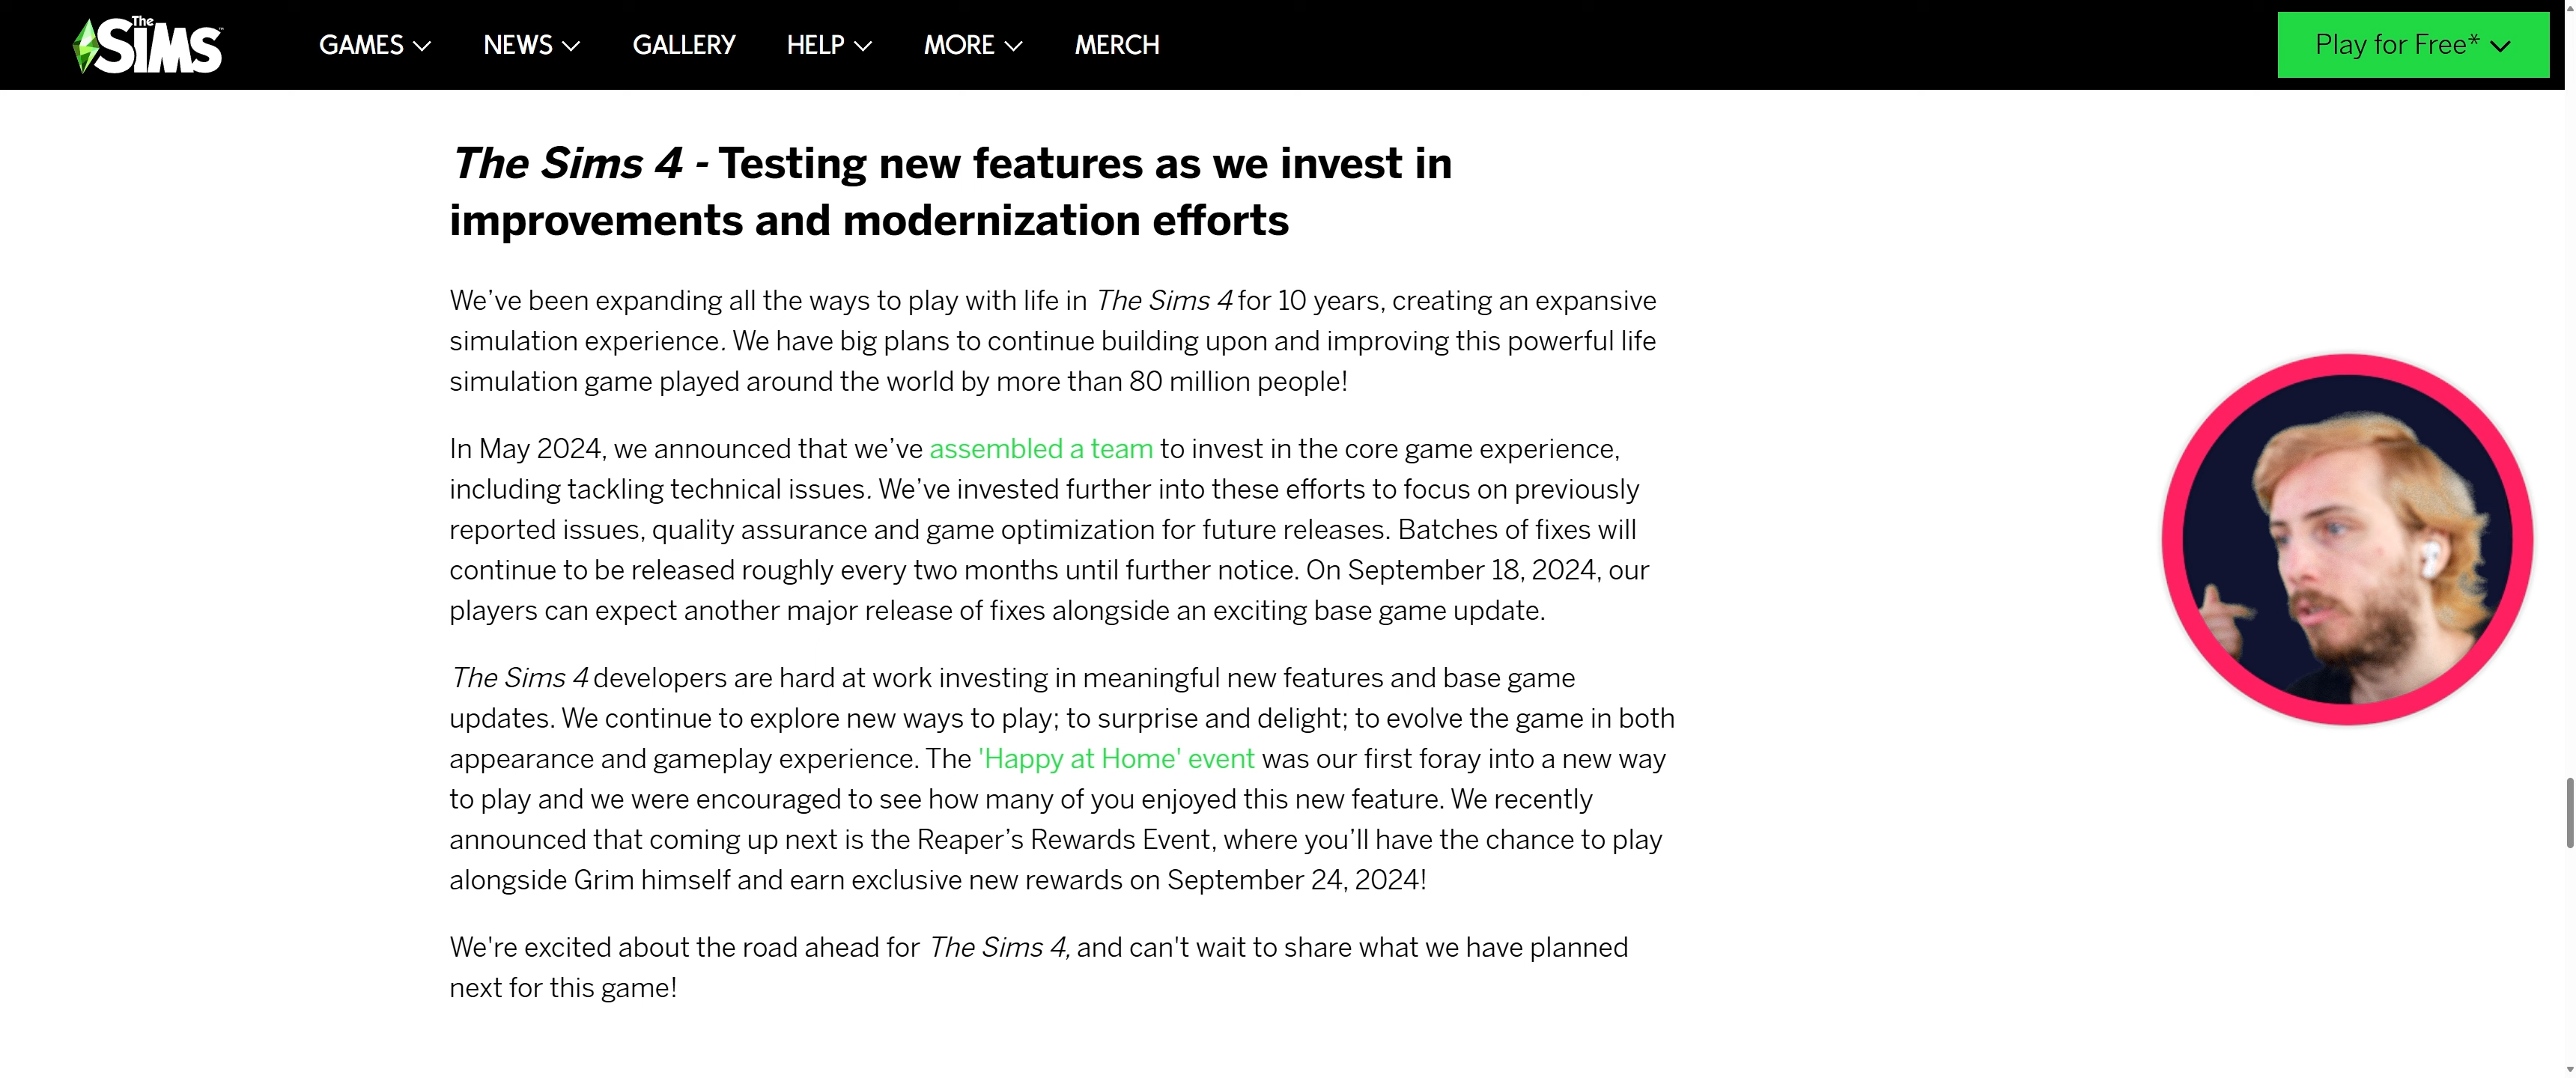 The Sims
GAMES NEWS GALLERY HELP MORE MERCH Play for Free*
The Sims 4 - Testing new features as we invest in
improvements and modernization efforts
We’ve been expanding all the ways to play with life in The Sims 4 for 10 years, creating an expansive
simulation experience. We have big plans to continue building upon and improving this powerful life
simulation game played around the world by more than 80 million people!
In May 2024, we announced that we’ve assembled a team to invest in the core game experience,
including tackling technical issues. We’ve invested further into these efforts to focus on previously
reported issues, quality assurance and game optimization for future releases. Batches of fixes will
continue to be released roughly every two months until further notice. On September 18, 2024, our
players can expect another major release of fixes alongside an exciting base game update.
The Sims 4 developers are hard at work investing in meaningful new features and base game
updates. We continue to explore new ways to play; to surprise and delight; to evolve the game in both
appearance and gameplay experience. The 'Happy at Home' event was our first foray into a new way
to play and we were encouraged to see how many of you enjoyed this new feature. We recently
announced that coming up next is the Reaper’s Rewards Event, where you’ll have the chance to play
alongside Grim himself and earn exclusive new rewards on September 24, 2024!
We're excited about the road ahead for The Sims 4, and can't wait to share what we have planned
next for this game!